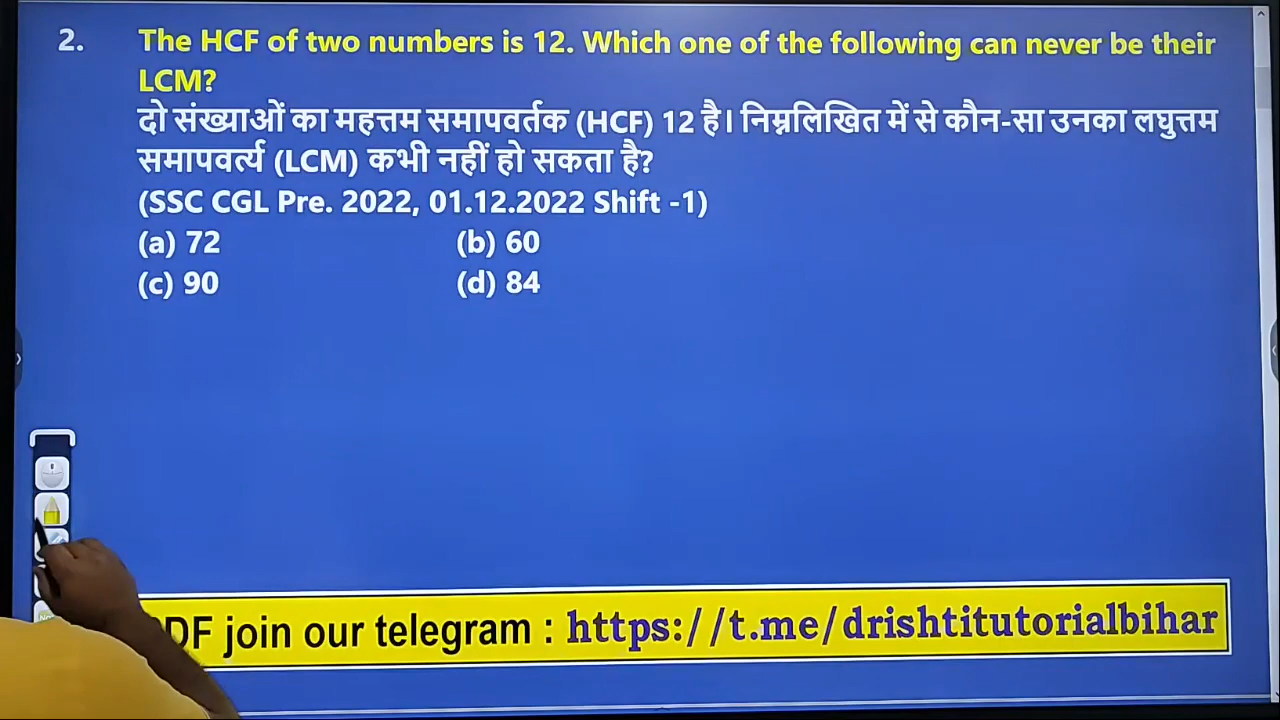 2. The HCF of two numbers is 12. Which one of the following can never be their
LCM?
दो संख्याओं का महत्तम समापवर्तक (HCF) 12 है। निम्नलिखित में से कौन-सा उनका लघुत्तम
समापवर्त्य (LCM) कभी नहीं हो सकता है?
(SSC CGL Pre. 2022, 01.12.2022 Shift -1)
(a) 72 (b) 60
(c) 90 (d) 84
DF join our telegram : https://t.me/drishtitutorialbihar